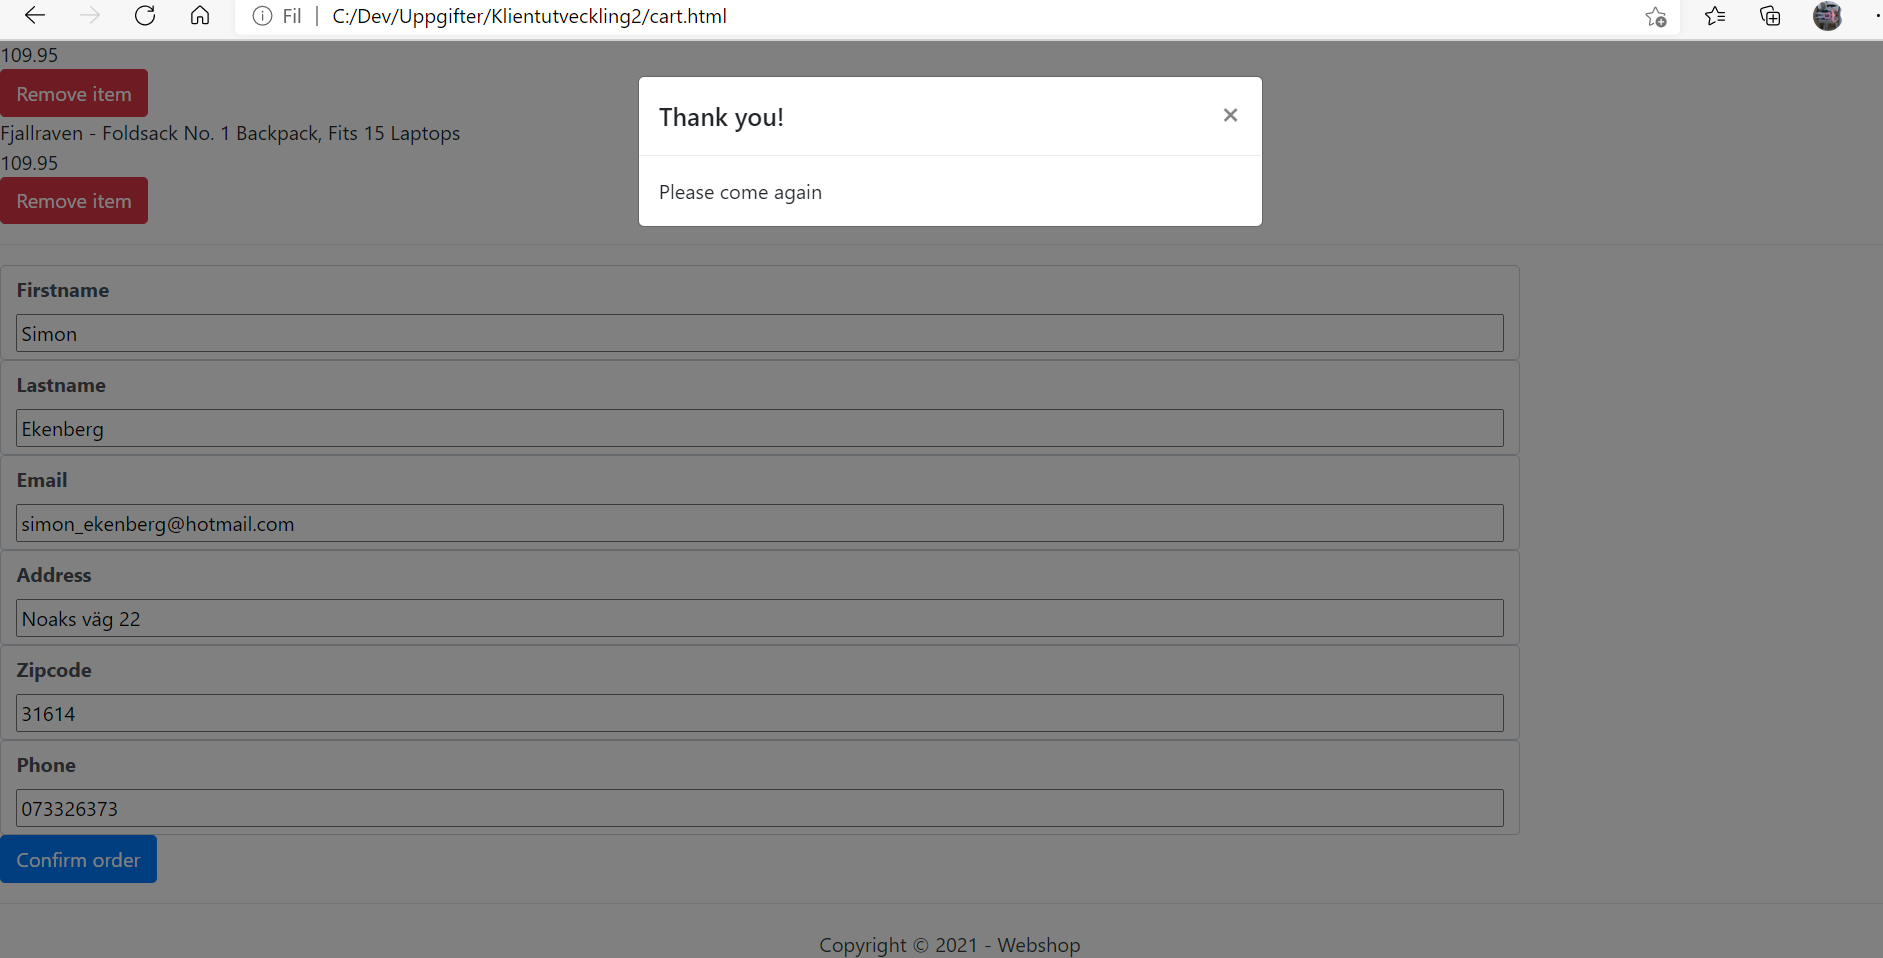 Fil | C:/Dev/Uppgifter/Klientutveckling2/cart.html
109.95
Remove item
Fjallraven - Foldsack No. 1 Backpack, Fits 15 Laptops
109.95
Remove item
Thank you! ×
Please come again
Firstname
Simon
Lastname
Ekenberg
Email
simon_ekenberg@hotmail.com
Address
Noaks väg 22
Zipcode
31614
Phone
073326373
Confirm order
Copyright © 2021 - Webshop